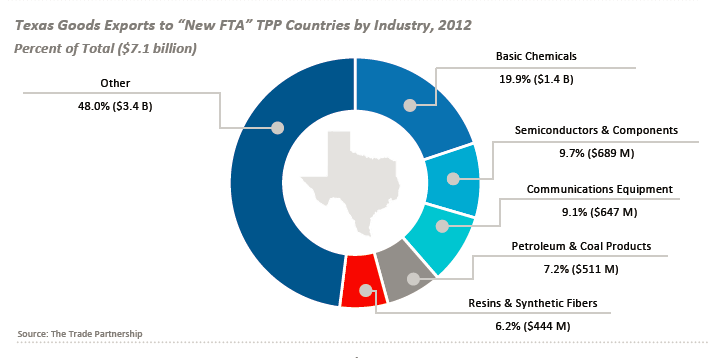 Texas Goods Exports to “New FTA” TPP Countries by Industry, 2012
Percent of Total ($7.1 billion)
Basic Chemicals
19.9% ($1.4 B)
Other
48.0% ($3.4 B)
Semiconductors & Components
9.7% ($689 M)
Communications Equipment
9.1% ($647 M)
Petroleum & Coal Products
7.2% ($511 M)
Resins & Synthetic Fibers
6.2% ($444 M)
Source: The Trade Partnership